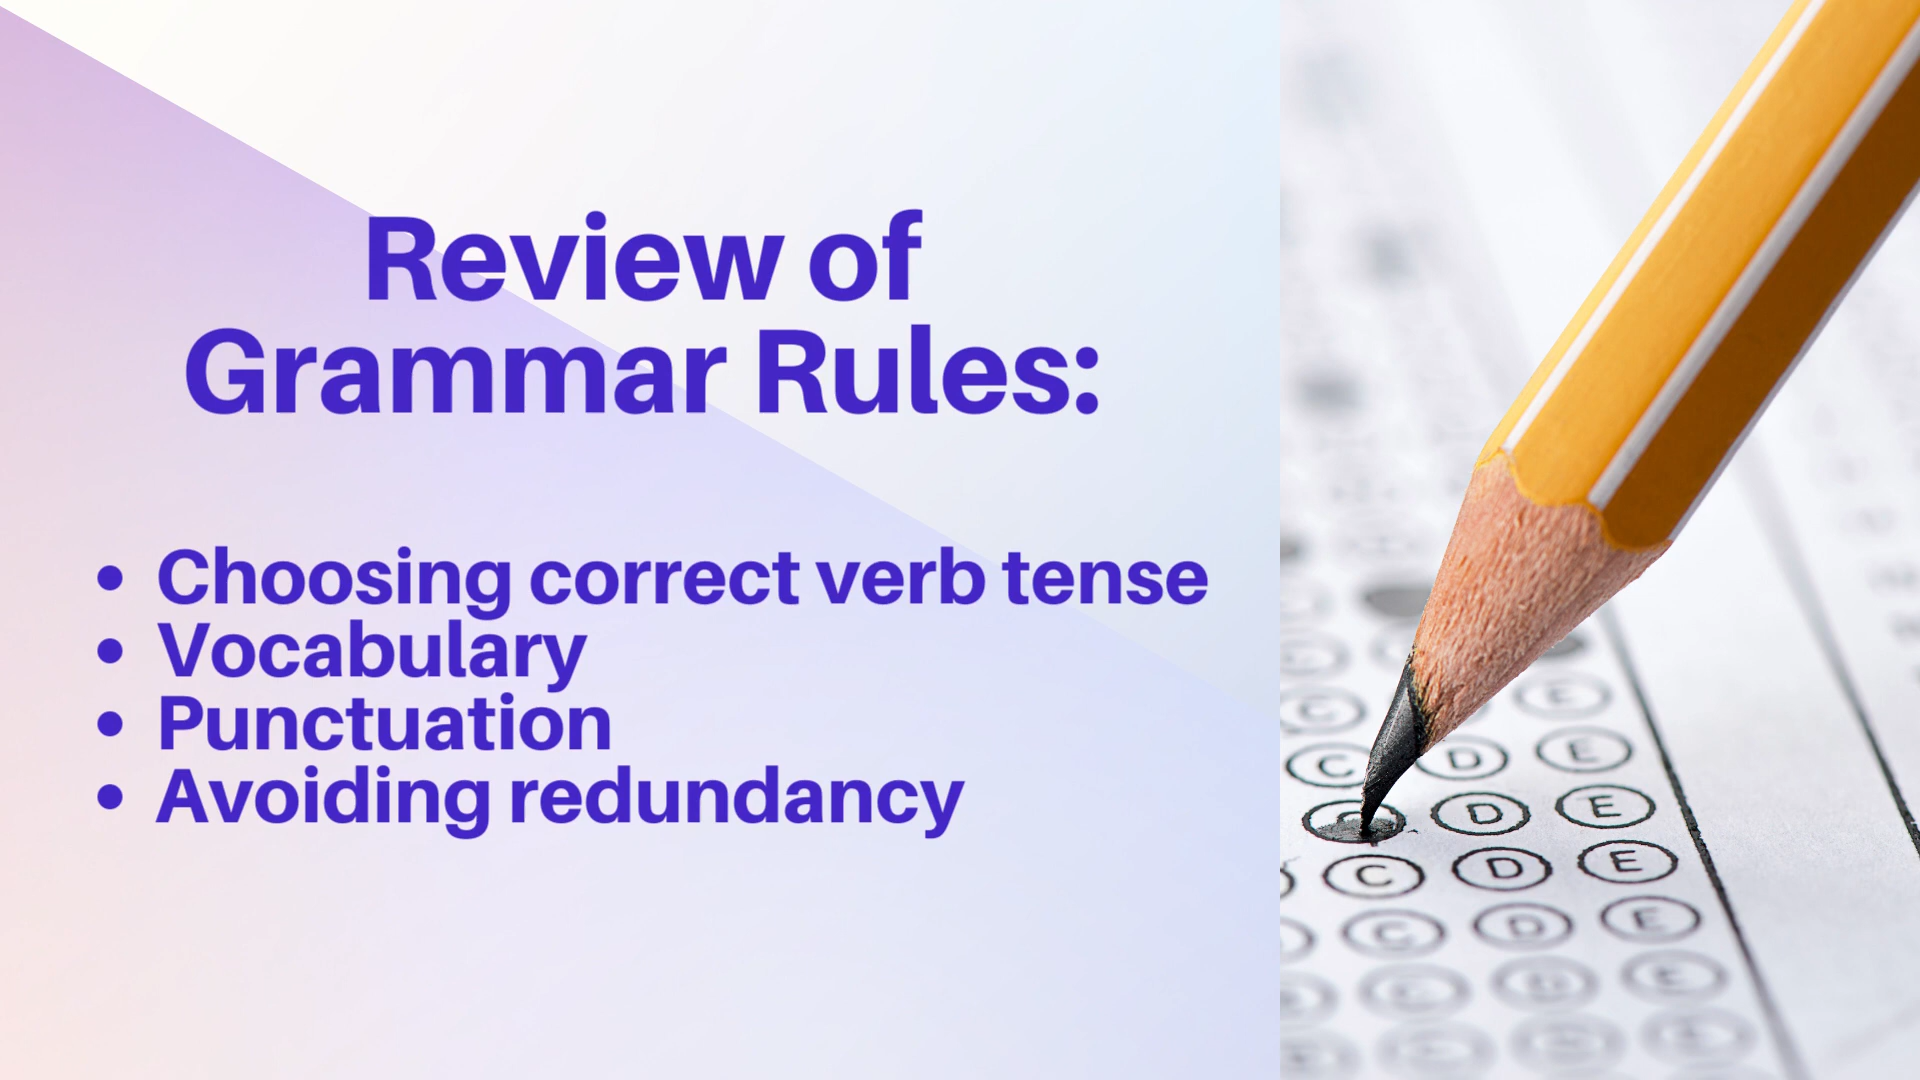 Review of
Grammar Rules:
• Choosing correct verb tense
• Vocabulary
• Punctuation
• Avoiding redundancy
E
C D E
C D E
D E
C D E
C D E